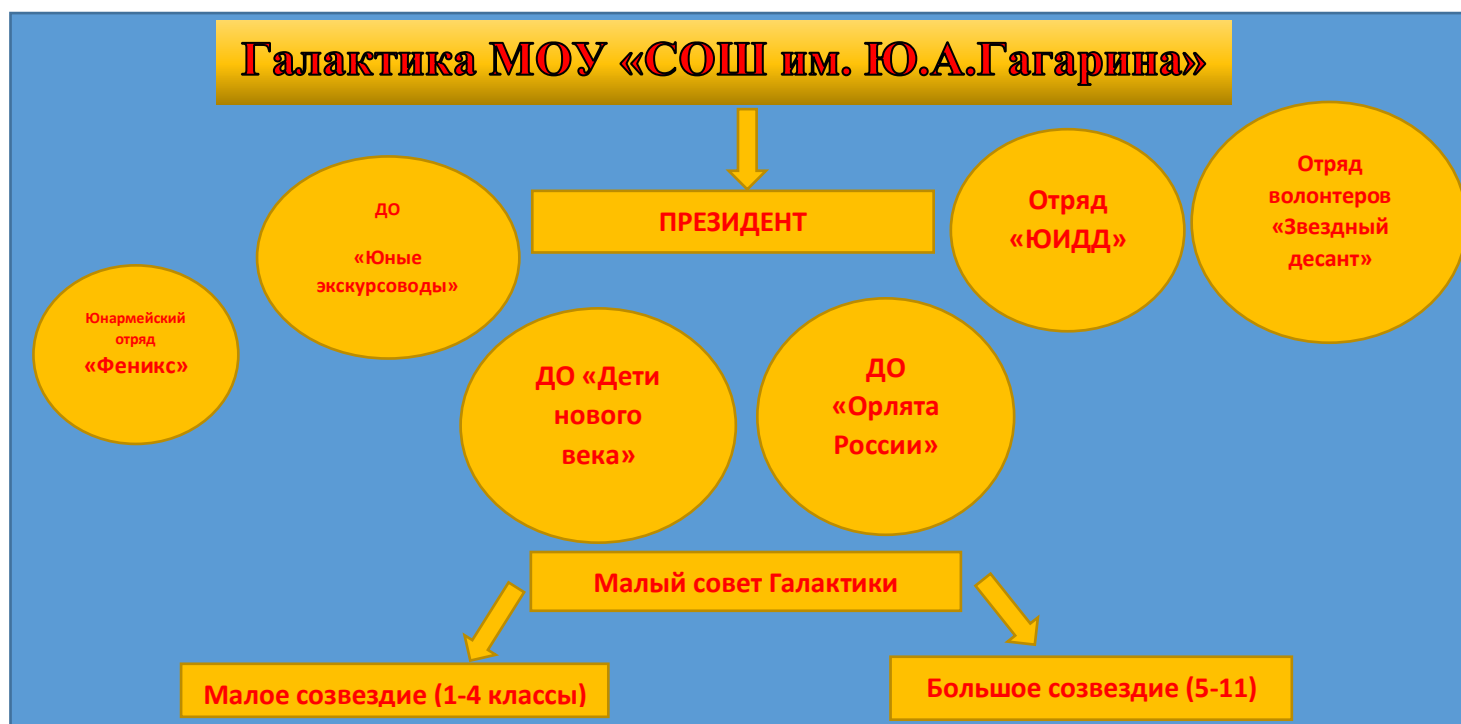 Галактика МОУ «СОШ им. Ю.А.Гагарина»
ПРЕЗИДЕНТ
Юнармейский
отряд
«Феникс»
ДО
«Юные
экскурсоводы»
ДО «Дети
нового
века»
ДО
«Орлята
России»
Отряд
«ЮИДД»
Отряд
волонтеров
«Звездный
десант»
Малый совет Галактики
Малое созвездие (1-4 классы)
Большое созвездие (5-11)